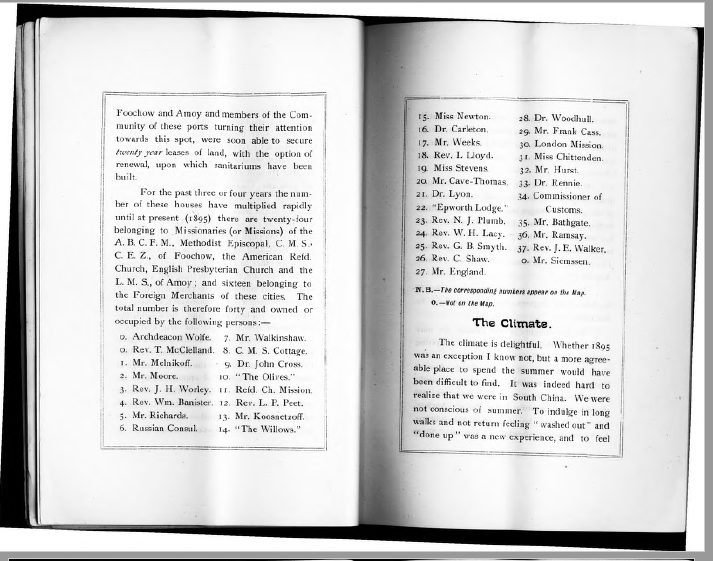 Foochow and Amoy and members of the Com-
munity of these ports turning their attention
towards this spot, were soon able to secure
twenty year leases of land, with the option of
renewal, upon which sanitariums have been
built.
For the past three or four years the num-
ber of these houses have multiplied rapidly
until at present (1895) there are twenty-four
belonging to Missionaries (or Missions) of the
A. B. C. F. M., Methodist Episcopal, C. M. S.,
C. E. Z., of Foochow, the American Refd.
Church, English Presbyterian Church and the
L. M. S., of Amoy; and sixteen belonging to
the Foreign Merchants of these cities. The
total number is therefore forty and owned or
occupied by the following persons:—
0. Archdeacon Wolfe.
0. Rev. T. McClelland.
1. Mr. Melnikoff.
2. Mr. Moore.
3. Rev. J. H. Worley.
4. Rev. Wm. Banister.
5. Mr. Richards.
6. Russian Consul.
7. Mr. Walkinshaw.
8. C. M. S. Cottage.
9. Dr. John Cross.
10. "The Olives."
11. Refd. Ch. Mission.
12. Rev. L. P. Peet.
13. Mr. Koosnetzoff.
14. "The Willows."
15. Miss Newton.
16. Dr. Carleton.
17. Mr. Weeks.
18. Rev. I. Lloyd.
19. Miss Stevens
20. Mr. Cave-Thomas.
21. Dr. Lyon.
22. "Epworth Lodge."
23. Rev. N. J. Plumb.
24. Rev. W. H. Lacy.
25. Rev. G. B. Smyth.
26. Rev. C. Shaw.
27. Mr. England.
28. Dr. Woodhull.
29. Mr. Frank Cass.
30. London Mission.
31. Miss Chittenden.
32. Mr. Hurst.
33. Dr. Rennie.
34. Commissioner of
Customs.
35. Mr. Bathgate.
36. Mr. Ramsay.
37. Rev. J. E. Walker.
0. Mr. Siemssen.
N. B.—The corresponding numbers appear on the Map.
0.—Not on the Map.
The Climate.
The climate is delightful. Whether 1895
was an exception I know not, but a more agree-
able place to spend the summer would have
been difficult to find. It was indeed hard to
realize that we were in South China. We were
not conscious of summer. To indulge in long
walks and not return feeling "washed out" and
"done up" was a new experience, and to feel